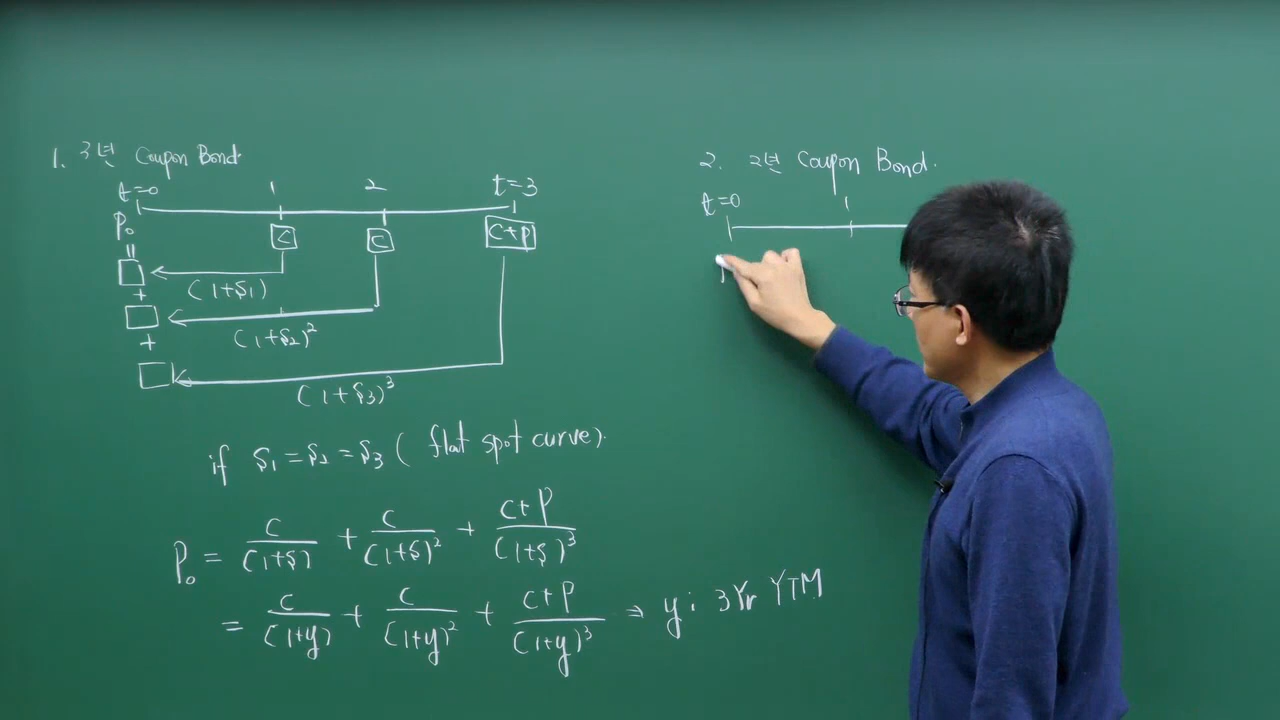 1. 3년 Coupon Bond.
t=0 1 2 t=3
P₀ C C C+P
=
+ (1+S₁)
+ (1+S₂)²
(1+S₃)³
if S₁=S₂=S₃ (flat spot curve).
P₀ = C/(1+S) + C/(1+S)² + C+P/(1+S)³
= C/(1+y) + C/(1+y)² + C+P/(1+y)³ ⇒ y: 3Yr YTM
2. 2년 Coupon Bond.
t=0 1